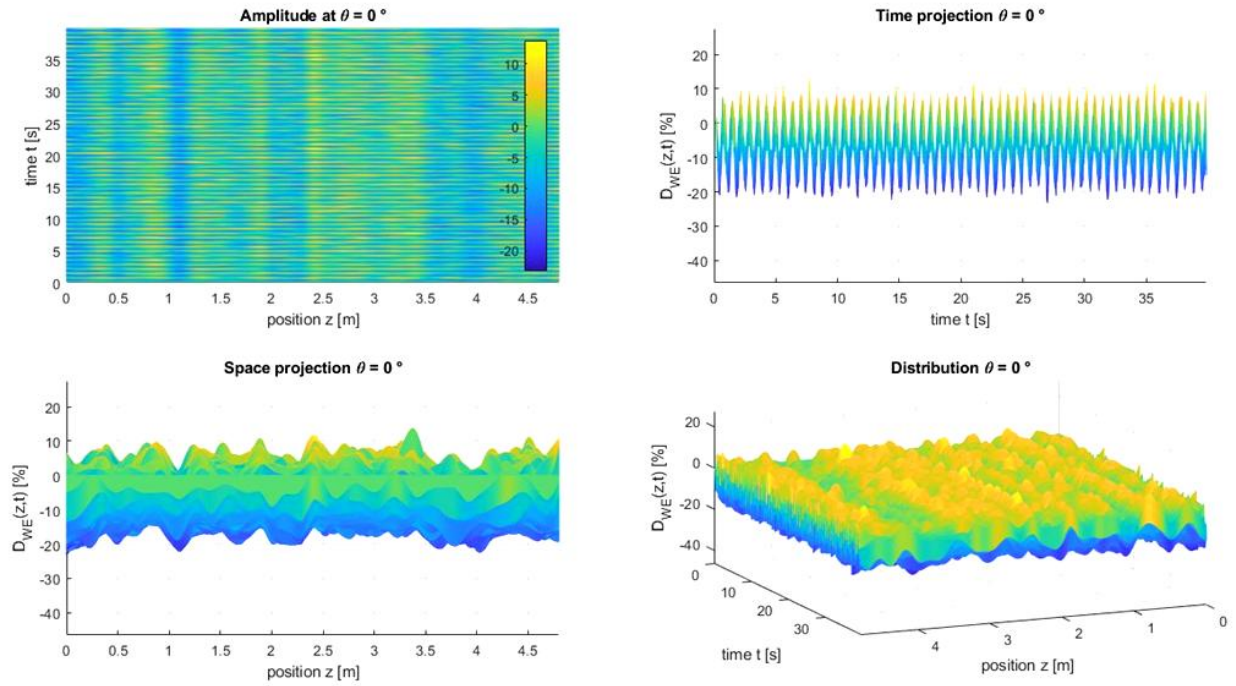 Amplitude at θ = 0 °
35
30
25
20
15
10
5
0
time t [s]
0 0.5 1 1.5 2 2.5 3 3.5 4 4.5
position z [m]
10
5
0
-5
-10
-15
-20
Time projection θ = 0 °
20
10
0
-10
-20
-30
-40
D_WE(z,t) [%]
0 5 10 15 20 25 30 35
time t [s]
Space projection θ = 0 °
20
10
0
-10
-20
-30
-40
D_WE(z,t) [%]
0 0.5 1 1.5 2 2.5 3 3.5 4 4.5
position z [m]
Distribution θ = 0 °
20
0
-20
-40
D_WE(z,t) [%]
0
10
20
30
time t [s]
4 3 2 1 0
position z [m]